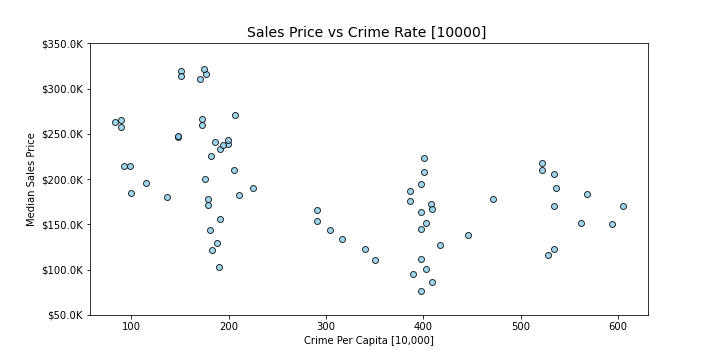 Sales Price vs Crime Rate [10000]
$350.0K
$300.0K
$250.0K
$200.0K
$150.0K
$100.0K
$50.0K
Median Sales Price
100 200 300 400 500 600
Crime Per Capita [10,000]